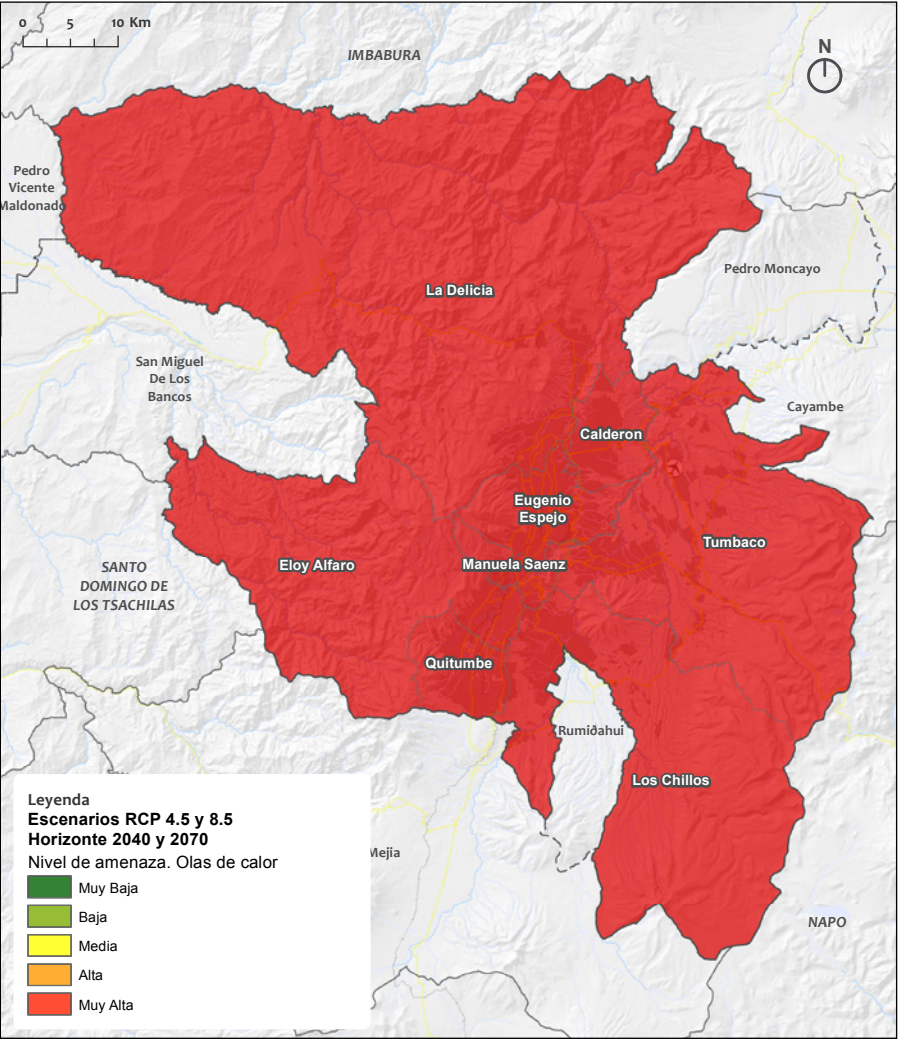 0 5 10 Km
IMBABURA
N
Pedro
Vicente
Maldonado
Pedro Moncayo
La Delicia
San Miguel
De Los
Bancos
Cayambe
Calderon
Eugenio
Espejo
Tumbaco
SANTO
DOMINGO DE
LOS TSACHILAS
Eloy Alfaro
Manuela Saenz
Quitumbe
Rumiðahui
Los Chillos
Mejia
NAPO
Leyenda
Escenarios RCP 4.5 y 8.5
Horizonte 2040 y 2070
Nivel de amenaza. Olas de calor
Muy Baja
Baja
Media
Alta
Muy Alta